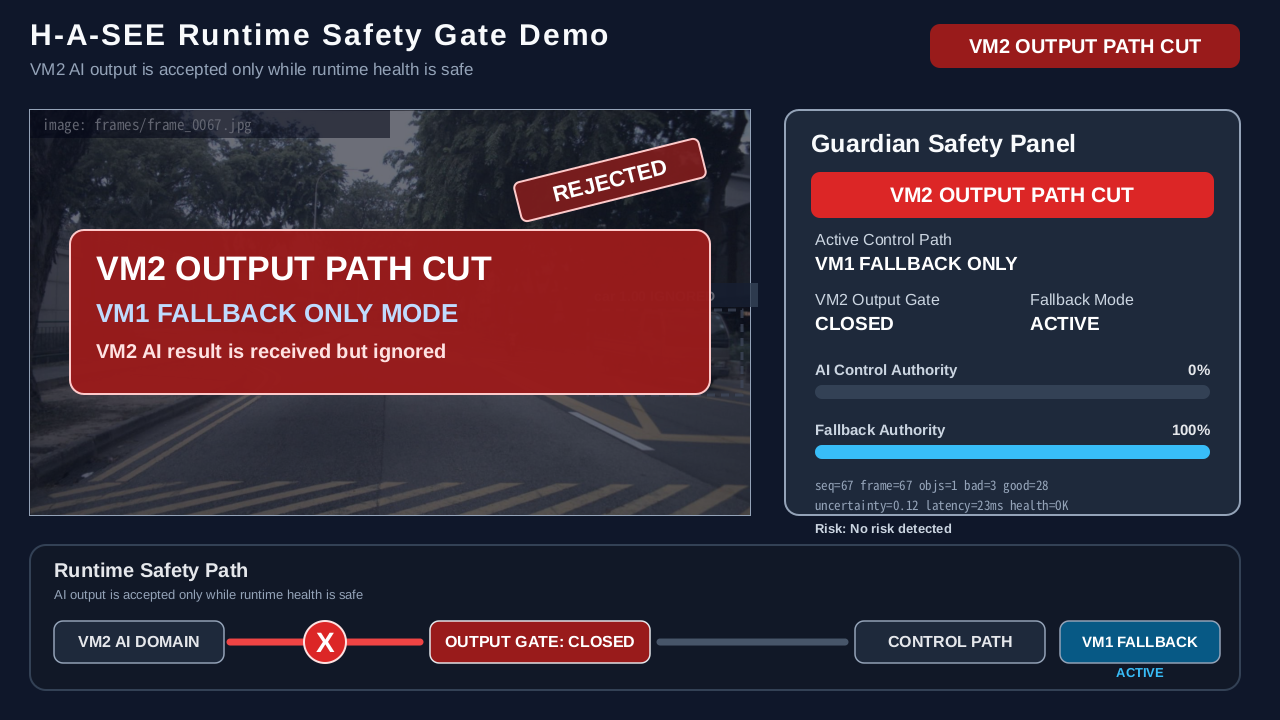 H-A-SEE Runtime Safety Gate Demo
VM2 AI output is accepted only while runtime health is safe
VM2 OUTPUT PATH CUT
image: frames/frame_0067.jpg
REJECTED
VM2 OUTPUT PATH CUT
VM1 FALLBACK ONLY MODE
VM2 AI result is received but ignored
Guardian Safety Panel
VM2 OUTPUT PATH CUT
Active Control Path
VM1 FALLBACK ONLY
VM2 Output Gate
CLOSED
Fallback Mode
ACTIVE
AI Control Authority 0%
Fallback Authority 100%
seq=67 frame=67 objs=1 bad=3 good=28
uncertainty=0.12 latency=23ms health=OK
Risk: No risk detected
Runtime Safety Path
AI output is accepted only while runtime health is safe
VM2 AI DOMAIN
X
OUTPUT GATE: CLOSED
CONTROL PATH
VM1 FALLBACK
ACTIVE